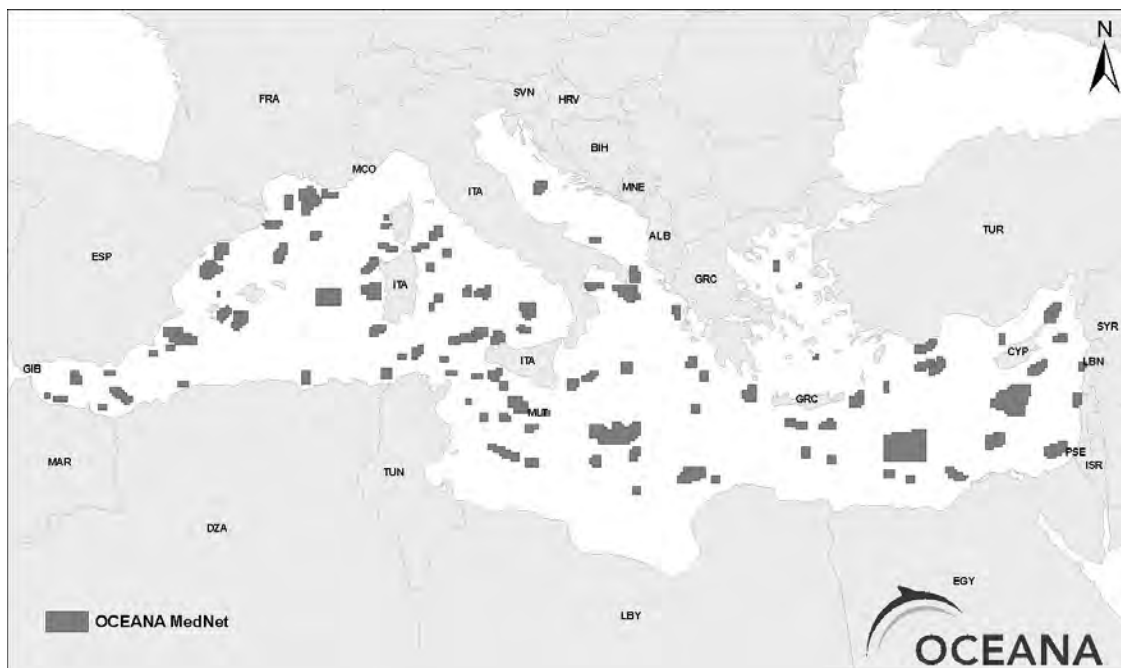 N
FRA
SVN
HRV
BIH
MCO
ITA
MNE
ESP
ALB
TUR
GRC
ITA
SYR
GIB
ITA
CYP
LBN
GRC
MAR
TUN
PSE
ISR
DZA
EGY
LBY
OCEANA MedNet
OCEANA